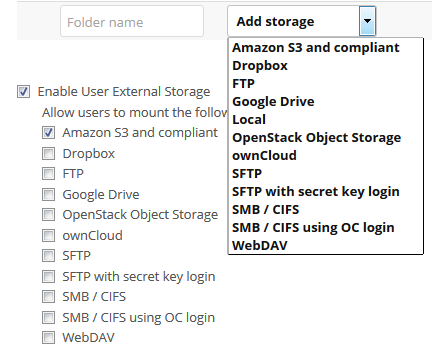 Folder name
Add storage
Amazon S3 and compliant
Dropbox
FTP
Google Drive
Local
OpenStack Object Storage
ownCloud
SFTP
SFTP with secret key login
SMB / CIFS
SMB / CIFS using OC login
WebDAV
Enable User External Storage
Allow users to mount the follow
Amazon S3 and compliant
Dropbox
FTP
Google Drive
OpenStack Object Storage
ownCloud
SFTP
SFTP with secret key login
SMB / CIFS
SMB / CIFS using OC login
WebDAV